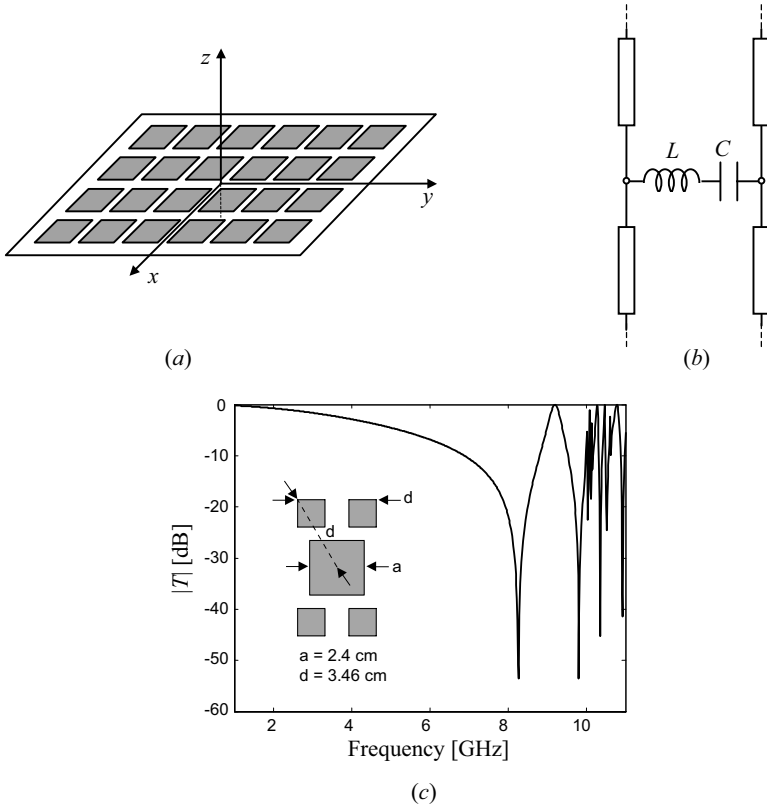 z
y
x
(a)
L
C
(b)
0
-10
-20
-30
-40
-50
-60
|T| [dB]
d
d
a
a = 2.4 cm
d = 3.46 cm
2
4
6
8
10
Frequency [GHz]
(c)